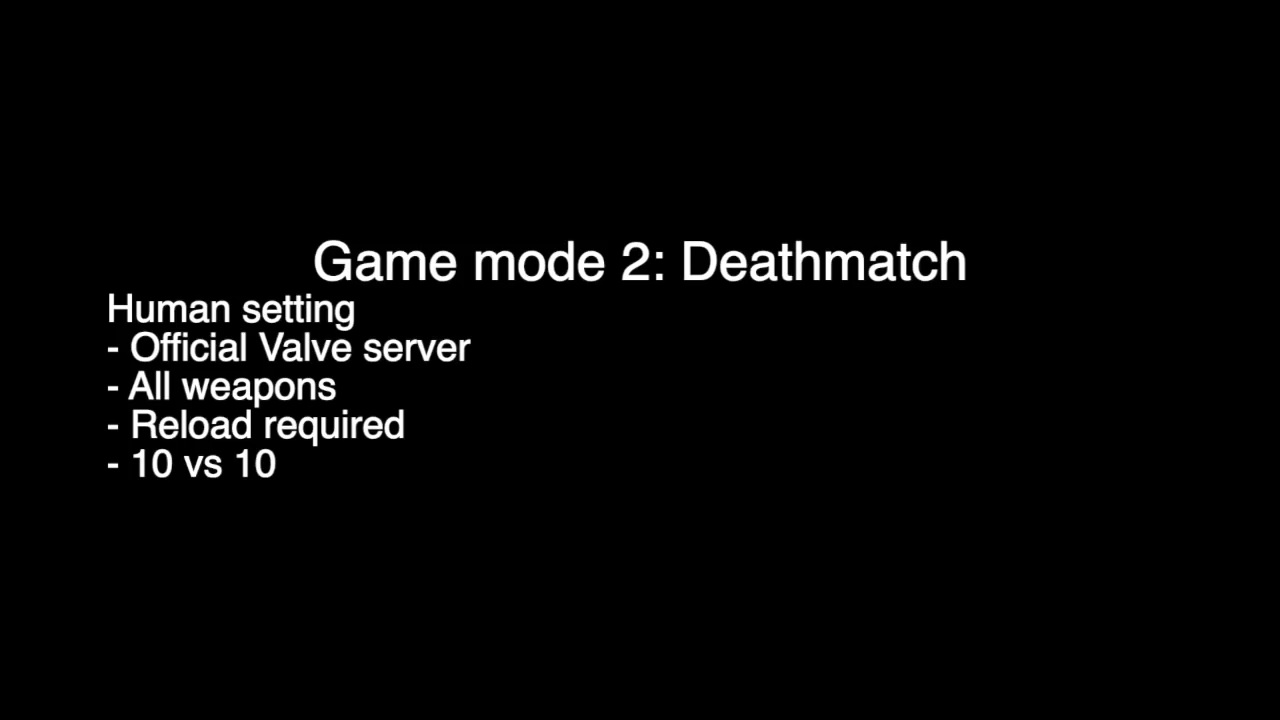 Game mode 2: Deathmatch
Human setting
- Official Valve server
- All weapons
- Reload required
- 10 vs 10